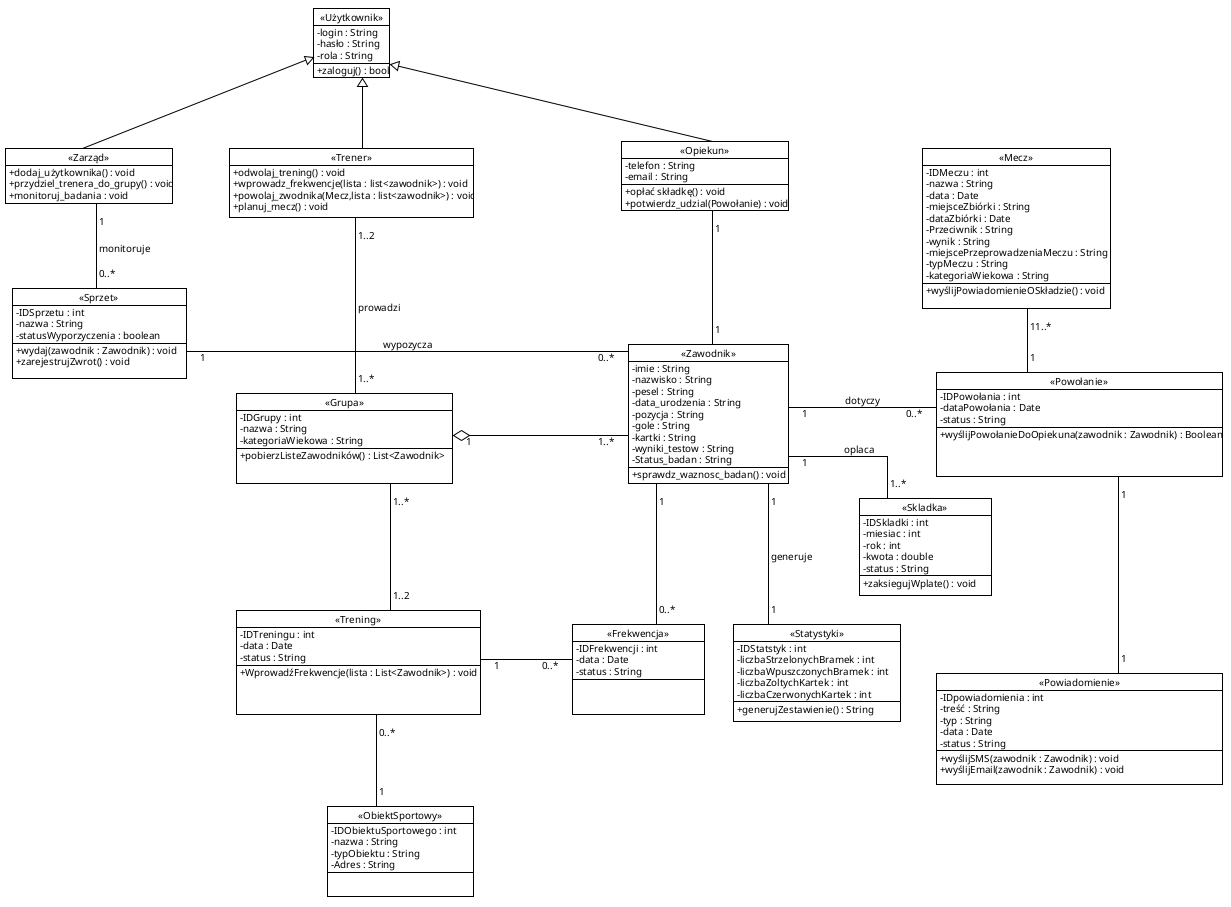 «Użytkownik»
-login : String
-hasło : String
-rola : String
+zaloguj() : bool
«Zarząd»
+dodaj_użytkownika() : void
+przydziel_trenera_do_grupy() : void
+monitoruj_badania : void
«Trener»
+odwolaj_trening() : void
+wprowadz_frekwencje(lista : list<zawodnik>) : void
+powolaj_zwodnika(Mecz,lista : list<zawodnik>) : void
+planuj_mecz() : void
«Opiekun»
-telefon : String
-email : String
+opłać składkę() : void
+potwierdz_udzial(Powołanie) : void
«Mecz»
-IDMeczu : int
-nazwa : String
-data : Date
-miejsceZbiórki : String
-dataZbiórki : Date
-Przeciwnik : String
-wynik : String
-miejscePrzeprowadzeniaMeczu : String
-typMeczu : String
-kategoriaWiekowa : String
+wyślijPowiadomienieOSkładzie() : void
1
monitoruje
0..*
1..2
prowadzi
1..*
1
1
11..*
1
«Sprzet»
-IDSprzetu : int
-nazwa : String
-statusWyporzyczenia : boolean
+wydaj(zawodnik : Zawodnik) : void
+zarejestrujZwrot() : void
wypozycza
1
0..*
«Zawodnik»
-imie : String
-nazwisko : String
-pesel : String
-data_urodzenia : String
-pozycja : String
-gole : String
-kartki : String
-wyniki_testow : String
-Status_badan : String
+sprawdz_waznosc_badan() : void
«Powołanie»
-IDPowołania : int
-dataPowołania : Date
-status : String
+wyślijPowołanieDoOpiekuna(zawodnik : Zawodnik) : Boolean
dotyczy
1
0..*
«Grupa»
-IDGrupy : int
-nazwa : String
-kategoriaWiekowa : String
+pobierzListeZawodników() : List<Zawodnik>
1
1..*
oplaca
1
1..*
«Skladka»
-IDSkladki : int
-miesiac : int
-rok : int
-kwota : double
-status : String
+zaksiegujWplate() : void
1..*
1..2
1
0..*
1
generuje
1
1
1
«Trening»
-IDTreningu : int
-data : Date
-status : String
+WprowadźFrekwencje(lista : List<Zawodnik>) : void
1
0..*
«Frekwencja»
-IDFrekwencji : int
-data : Date
-status : String
«Statystyki»
-IDStatstyk : int
-liczbaStrzelonychBramek : int
-liczbaWpuszczonychBramek : int
-liczbaZoltychKartek : int
-liczbaCzerwonychKartek : int
+generujZestawienie() : String
«Powiadomienie»
-IDpowiadomienia : int
-treść : String
-typ : String
-data : Date
-status : String
+wyślijSMS(zawodnik : Zawodnik) : void
+wyślijEmail(zawodnik : Zawodnik) : void
0..*
1
«ObiektSportowy»
-IDObiektuSportowego : int
-nazwa : String
-typObiektu : String
-Adres : String